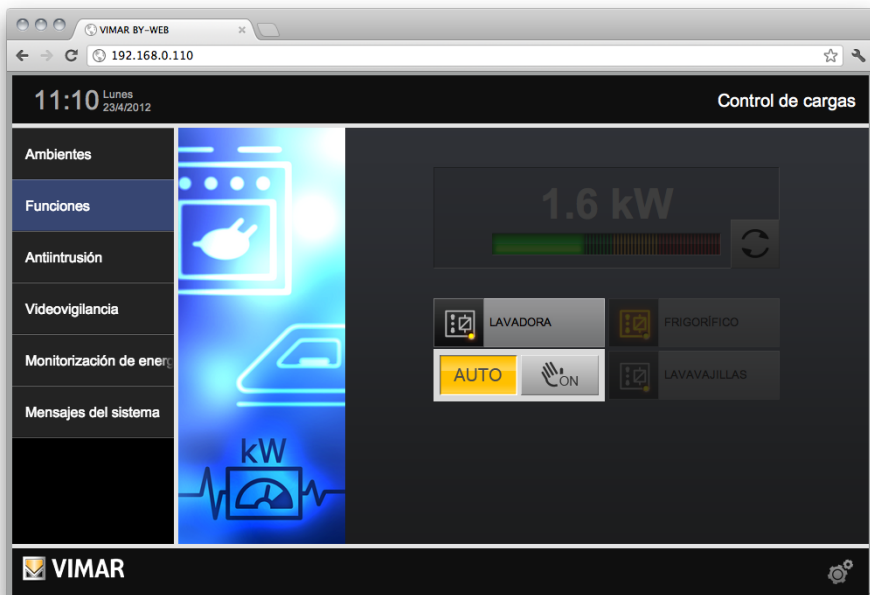 VIMAR BY-WEB
192.168.0.110
11:10 Lunes
23/4/2012
Control de cargas
Ambientes
Funciones
Antiintrusión
Videovigilancia
Monitorización de energ
Mensajes del sistema
kW
1.6 kW
LAVADORA
FRIGORÍFICO
AUTO
ON
LAVAVAJILLAS
VIMAR